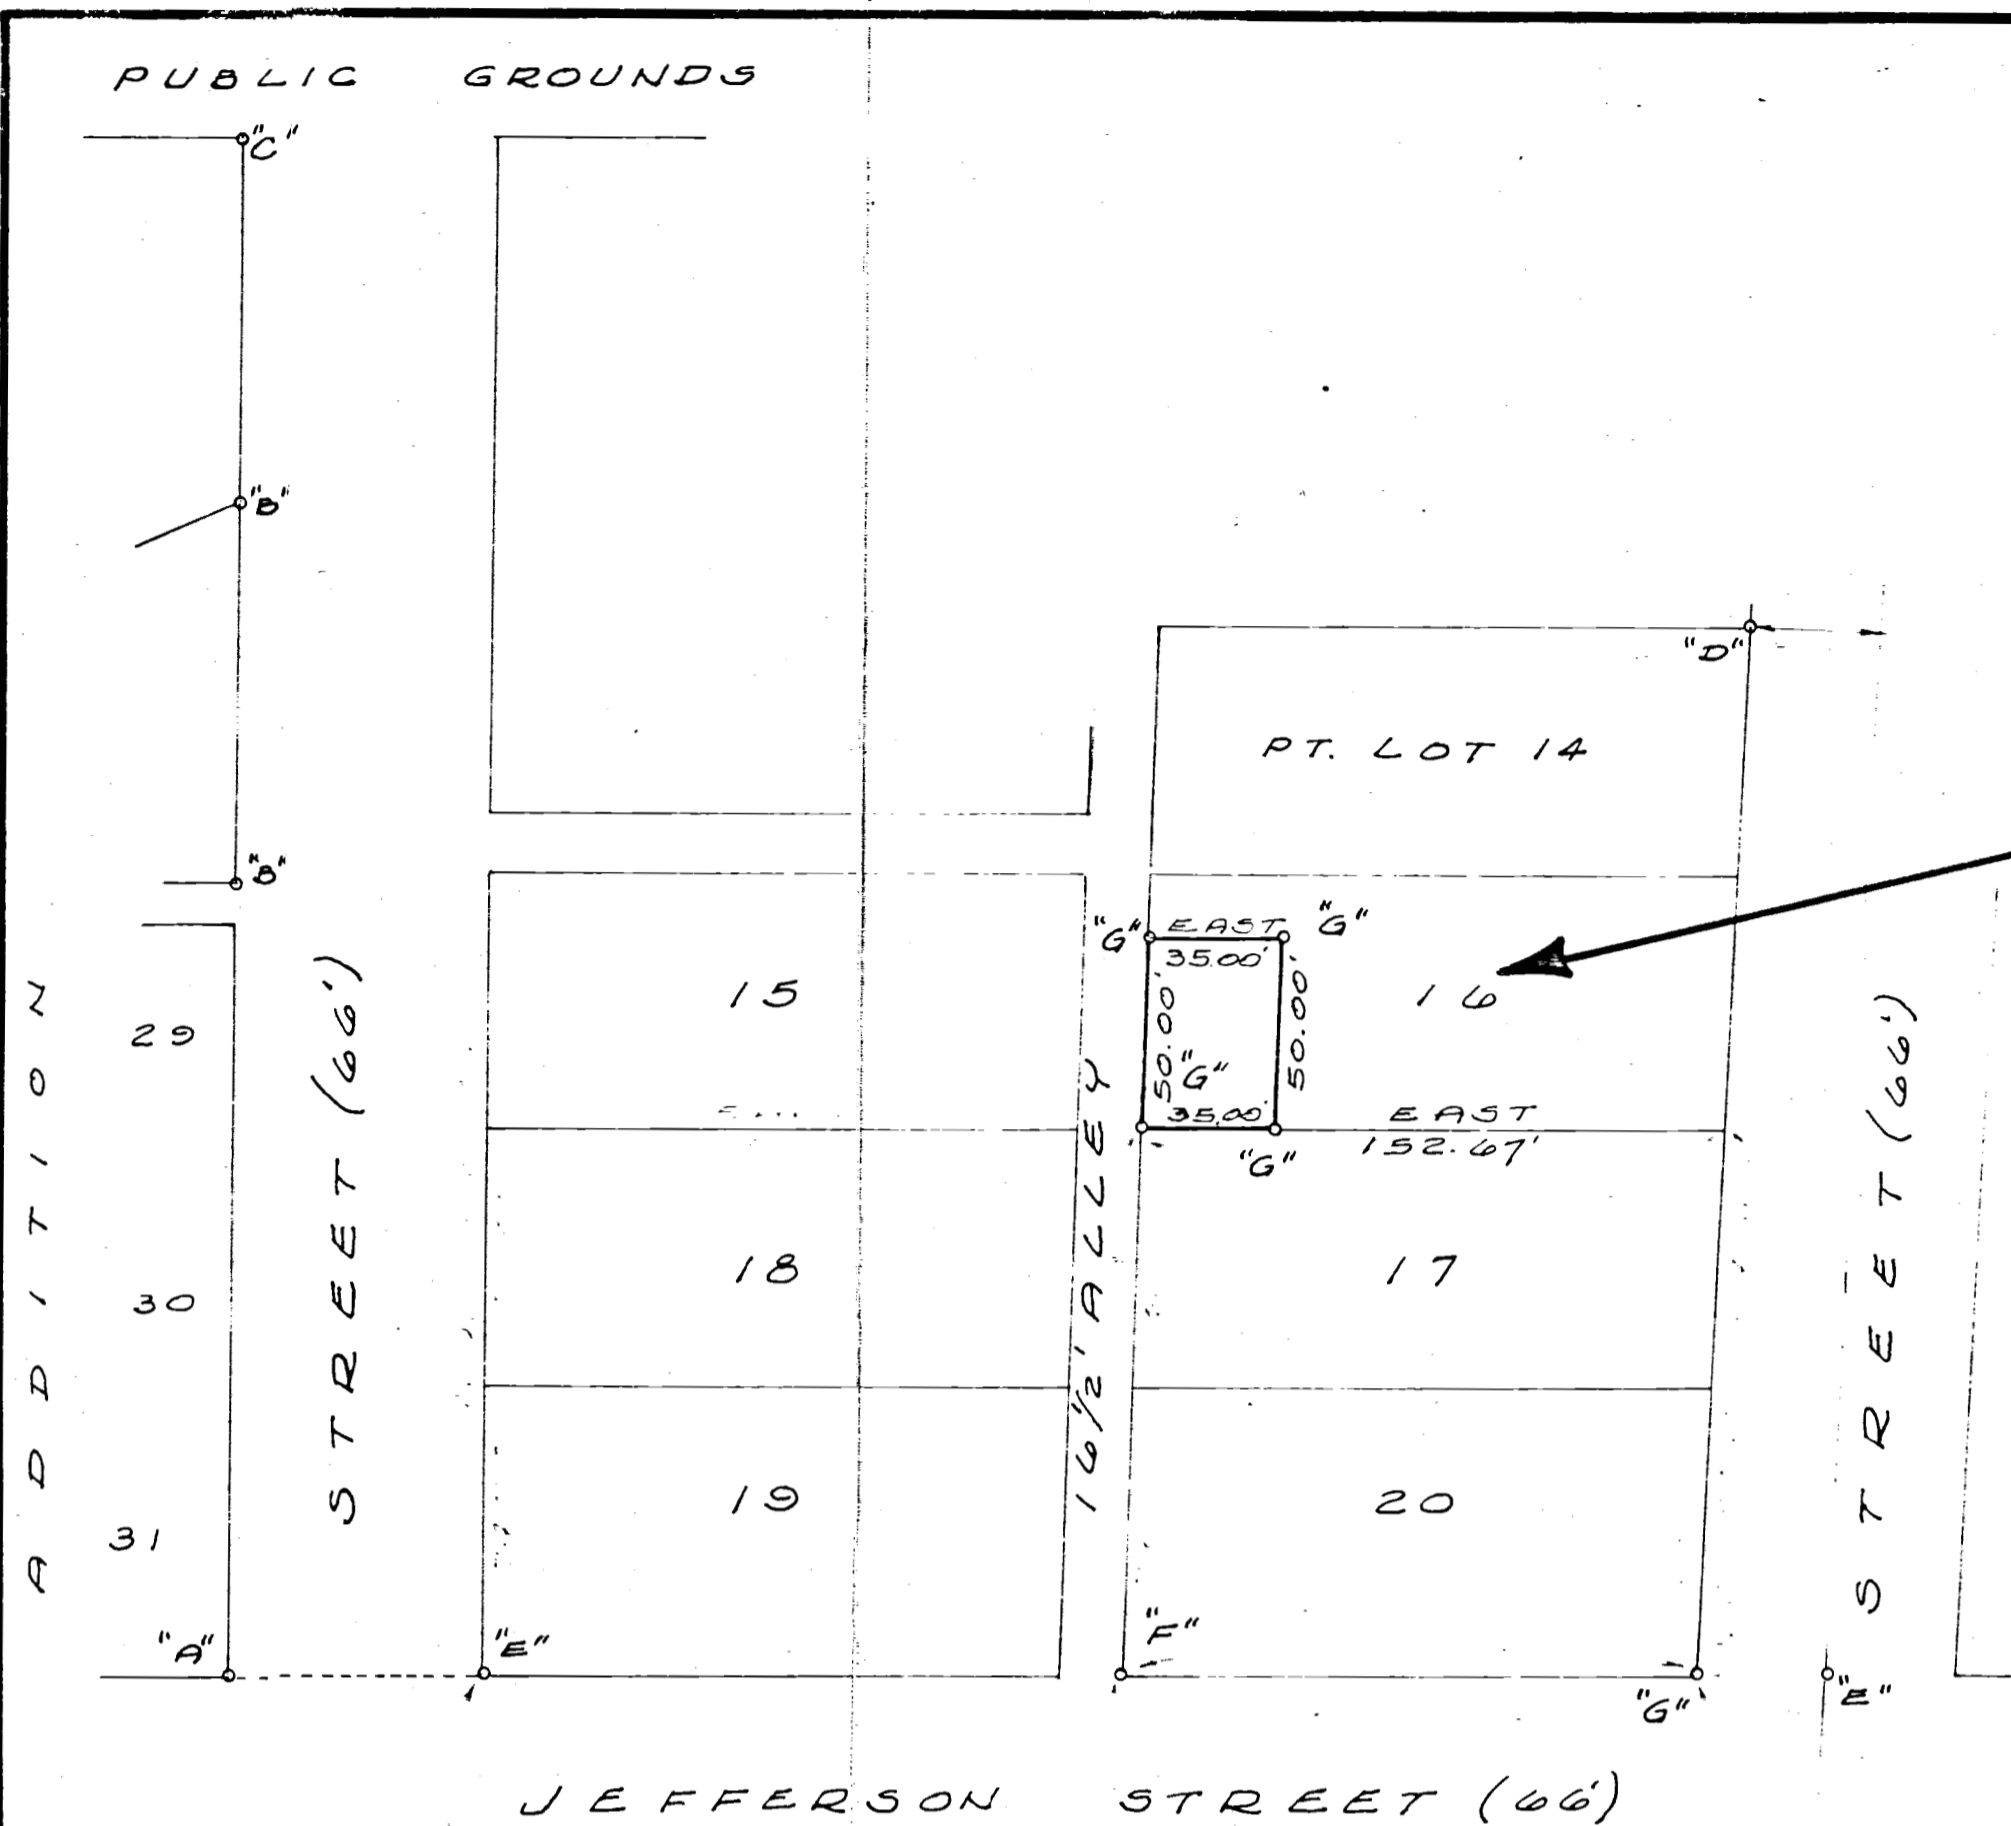 PUBLIC GROUNDS
"C"
"B"
"D"
PT. LOT 14
"B"
"G" EAST "G"
35.00'
15
50.00'
50.00'
16
29
STREET (66')
ADDITION
"G"
35.00'
EAST
152.67'
"G"
16 1/2' ALLEY
STREET (66')
30
18
17
31
19
20
"A"
"E"
"F"
"G"
"E"
JEFFERSON STREET (66')